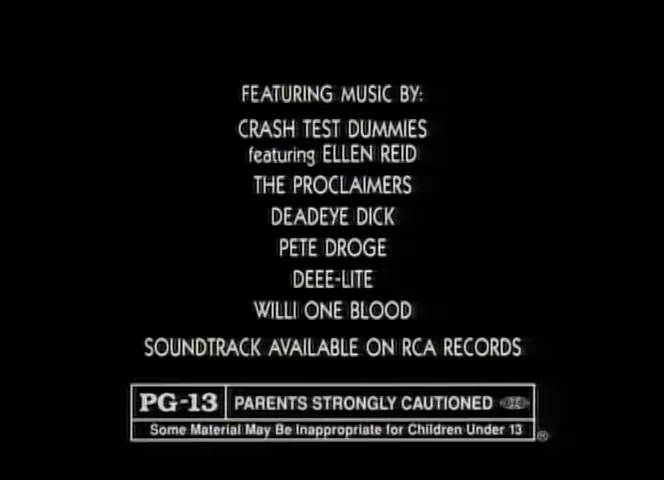 FEATURING MUSIC BY:
CRASH TEST DUMMIES
featuring ELLEN REID
THE PROCLAIMERS
DEADEYE DICK
PETE DROGE
DEEE-LITE
WILLI ONE BLOOD
SOUNDTRACK AVAILABLE ON RCA RECORDS
PG-13 PARENTS STRONGLY CAUTIONED
Some Material May Be Inappropriate for Children Under 13 ®